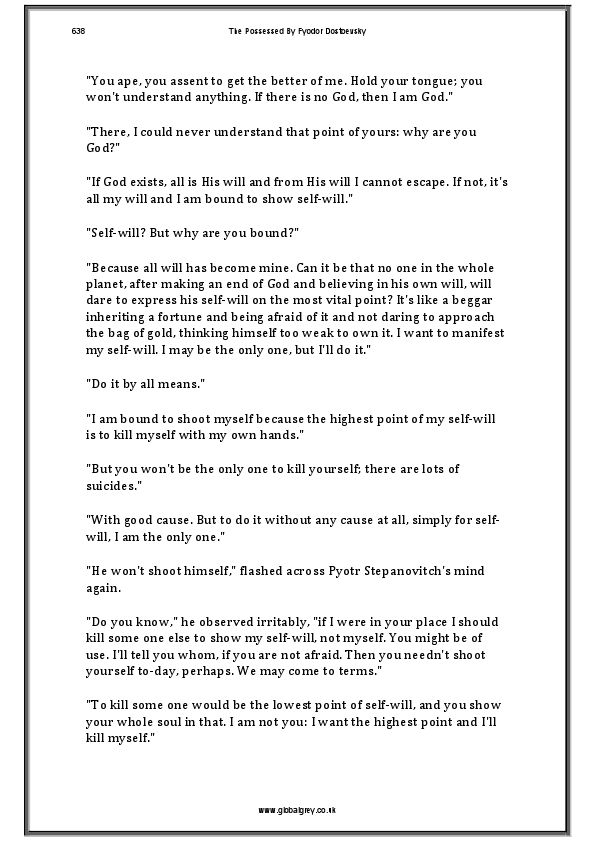 638
The Possessed By Fyodor Dostoevsky
"You ape, you assent to get the better of me. Hold your tongue; you
won't understand anything. If there is no God, then I am God."
"There, I could never understand that point of yours: why are you
God?"
"If God exists, all is His will and from His will I cannot escape. If not, it's
all my will and I am bound to show self-will."
"Self-will? But why are you bound?"
"Because all will has become mine. Can it be that no one in the whole
planet, after making an end of God and believing in his own will, will
dare to express his self-will on the most vital point? It's like a beggar
inheriting a fortune and being afraid of it and not daring to approach
the bag of gold, thinking himself too weak to own it. I want to manifest
my self-will. I may be the only one, but I'll do it."
"Do it by all means."
"I am bound to shoot myself because the highest point of my self-will
is to kill myself with my own hands."
"But you won't be the only one to kill yourself; there are lots of
suicides."
"With good cause. But to do it without any cause at all, simply for self-
will, I am the only one."
"He won't shoot himself," flashed across Pyotr Stepanovitch's mind
again.
"Do you know," he observed irritably, "if I were in your place I should
kill some one else to show my self-will, not myself. You might be of
use. I'll tell you whom, if you are not afraid. Then you needn't shoot
yourself to-day, perhaps. We may come to terms."
"To kill some one would be the lowest point of self-will, and you show
your whole soul in that. I am not you: I want the highest point and I'll
kill myself."
www.globalgrey.co.uk